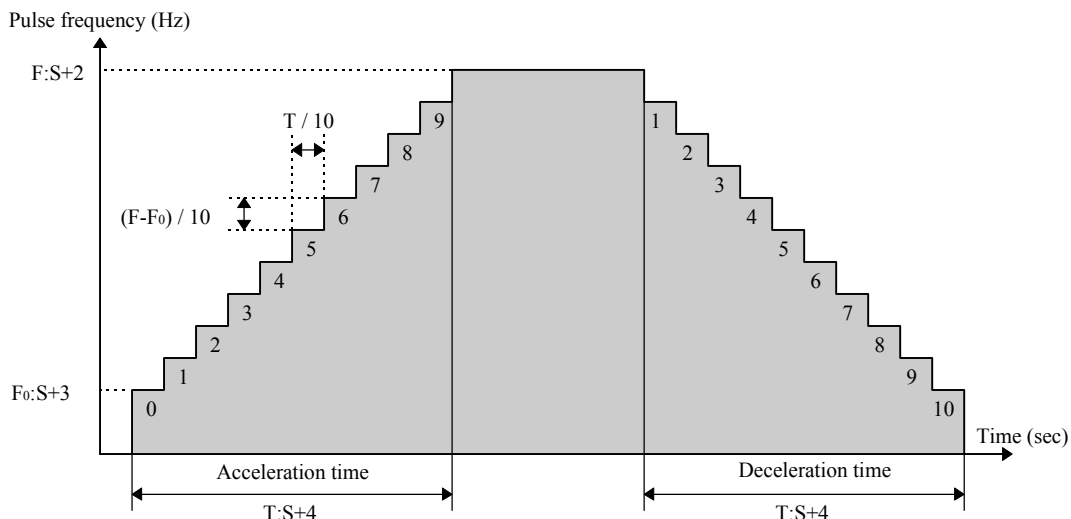 Pulse frequency (Hz)
F:S+2
T / 10
(F-F0) / 10
F0:S+3
0
1
2
3
4
5
6
7
8
9
1
2
3
4
5
6
7
8
9
10
Time (sec)
Acceleration time
Deceleration time
T:S+4
T:S+4